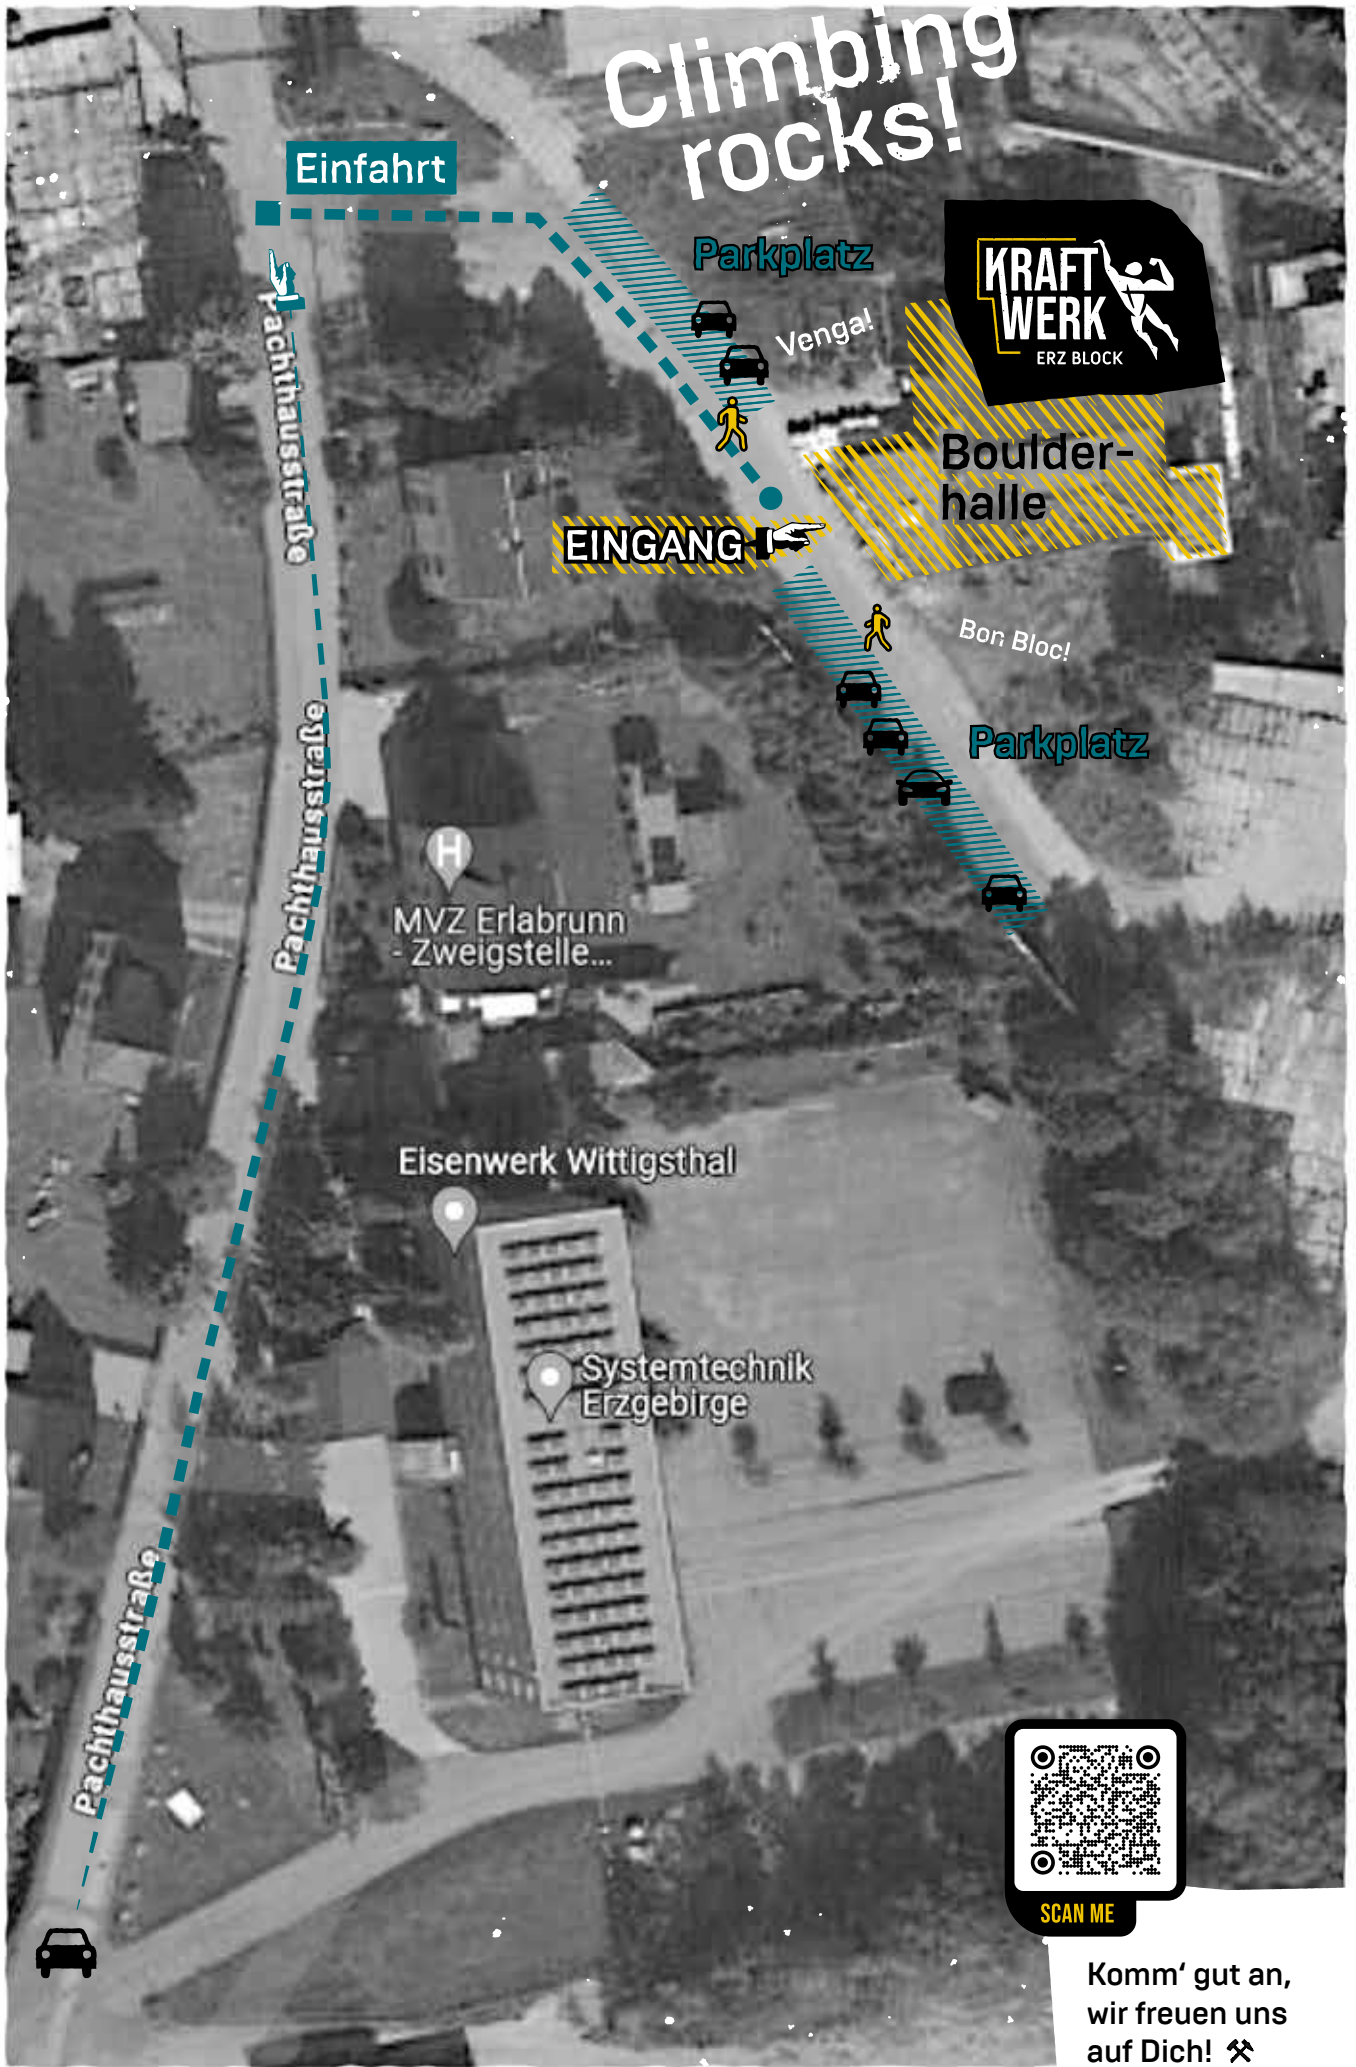 Climbing
rocks!
Einfahrt
Parkplatz
KRAFT
WERK
ERZ BLOCK
Venga!
Pachthausstraße
Boulder-
halle
EINGANG
Bon Bloc!
Parkplatz
Pachthausstraße
H
MVZ Erlabrunn
- Zweigstelle...
Eisenwerk Wittigsthal
Systemtechnik
Erzgebirge
Pachthausstraße
SCAN ME
Komm‘ gut an,
wir freuen uns
auf Dich! ⚒